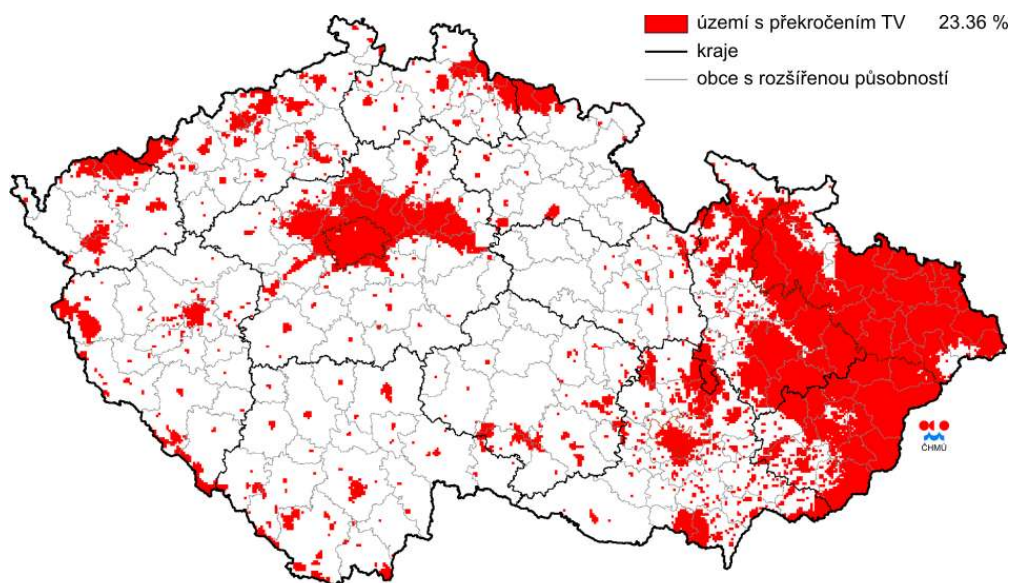 území s překročením TV 23.36 %
kraje
obce s rozšířenou působností
ČHMÚ